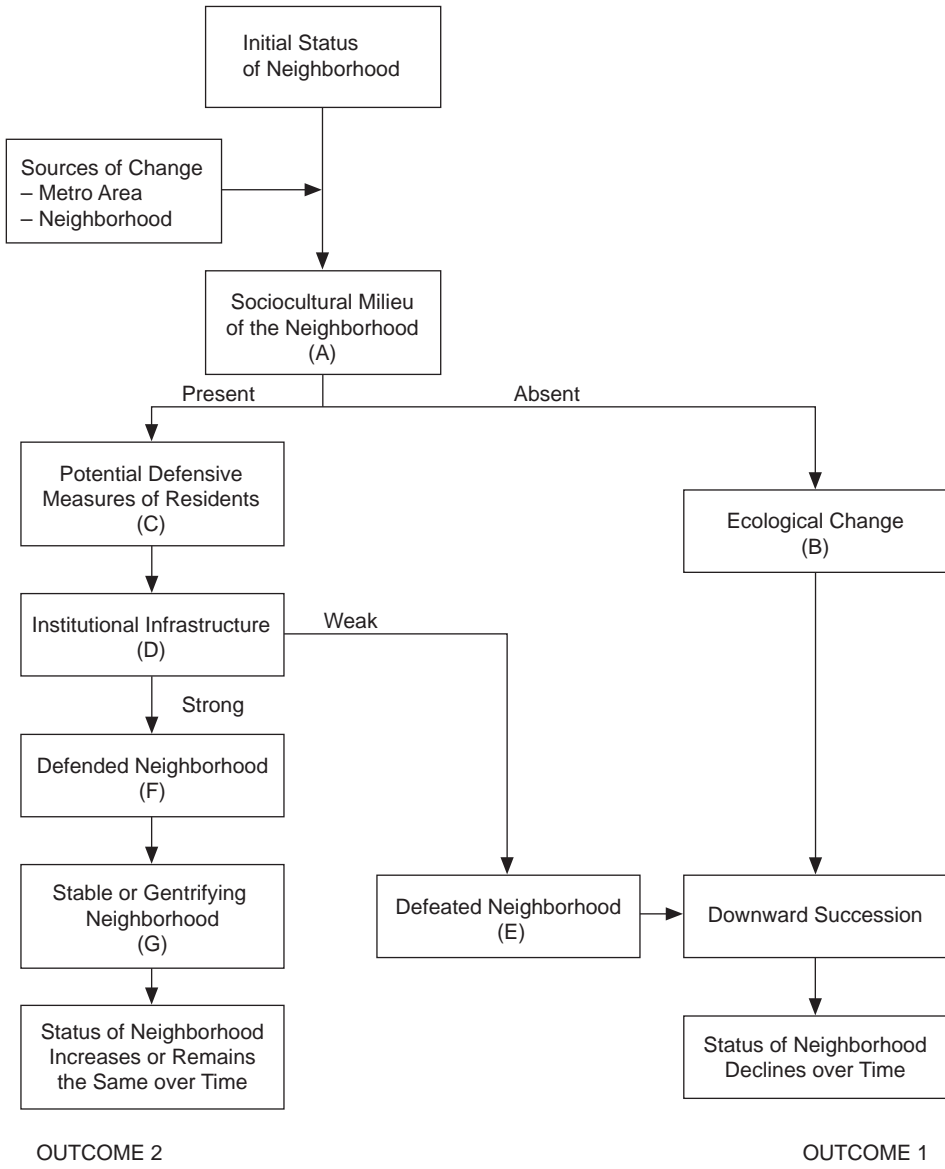 Initial Status
of Neighborhood
Sources of Change
– Metro Area
– Neighborhood
Sociocultural Milieu
of the Neighborhood
(A)
Present
Absent
Potential Defensive
Measures of Residents
(C)
Ecological Change
(B)
Institutional Infrastructure
(D)
Weak
Strong
Defended Neighborhood
(F)
Stable or Gentrifying
Neighborhood
(G)
Defeated Neighborhood
(E)
Downward Succession
Status of Neighborhood
Increases or Remains
the Same over Time
Status of Neighborhood
Declines over Time
OUTCOME 2
OUTCOME 1